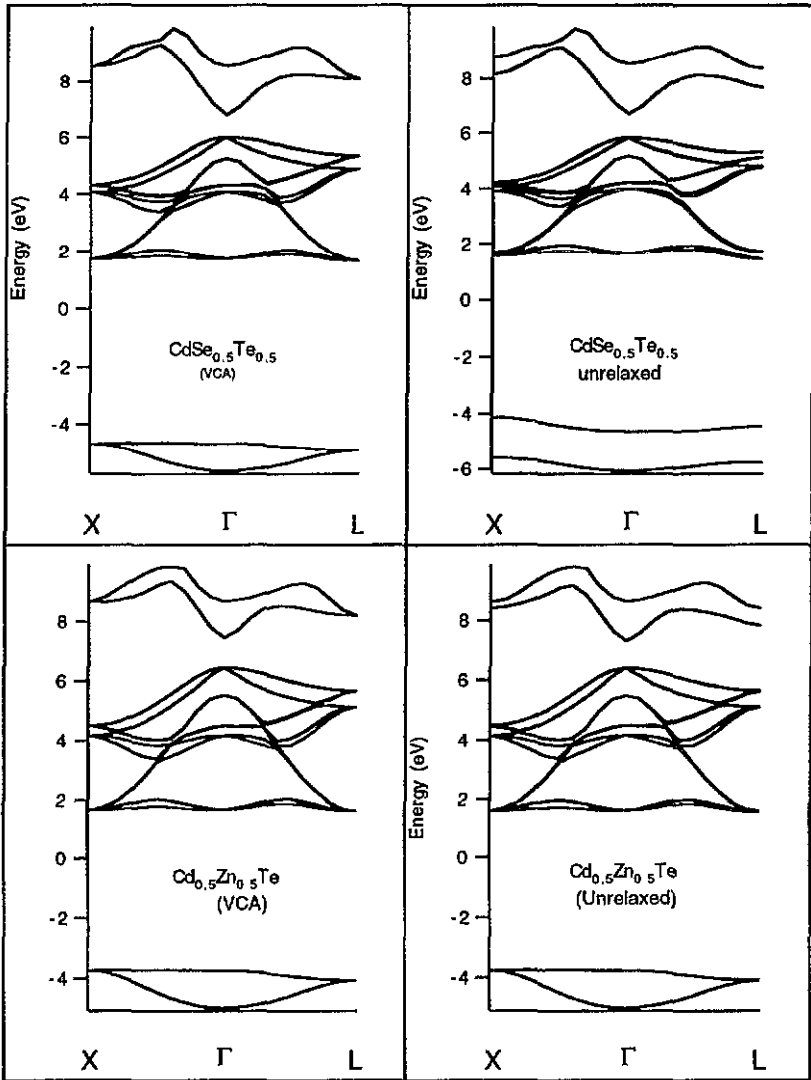 8
6
4
2
0
-2
-4
Energy (eV)
CdSe0.5Te0.5
(VCA)
X Γ L
8
6
4
2
0
-2
-4
-6
Energy (eV)
CdSe0.5Te0.5
unrelaxed
X Γ L
8
6
4
2
0
-2
-4
Cd0.5Zn0.5Te
(VCA)
X Γ L
8
6
4
2
0
-2
-4
Energy (eV)
Cd0.5Zn0.5Te
(Unrelaxed)
X Γ L